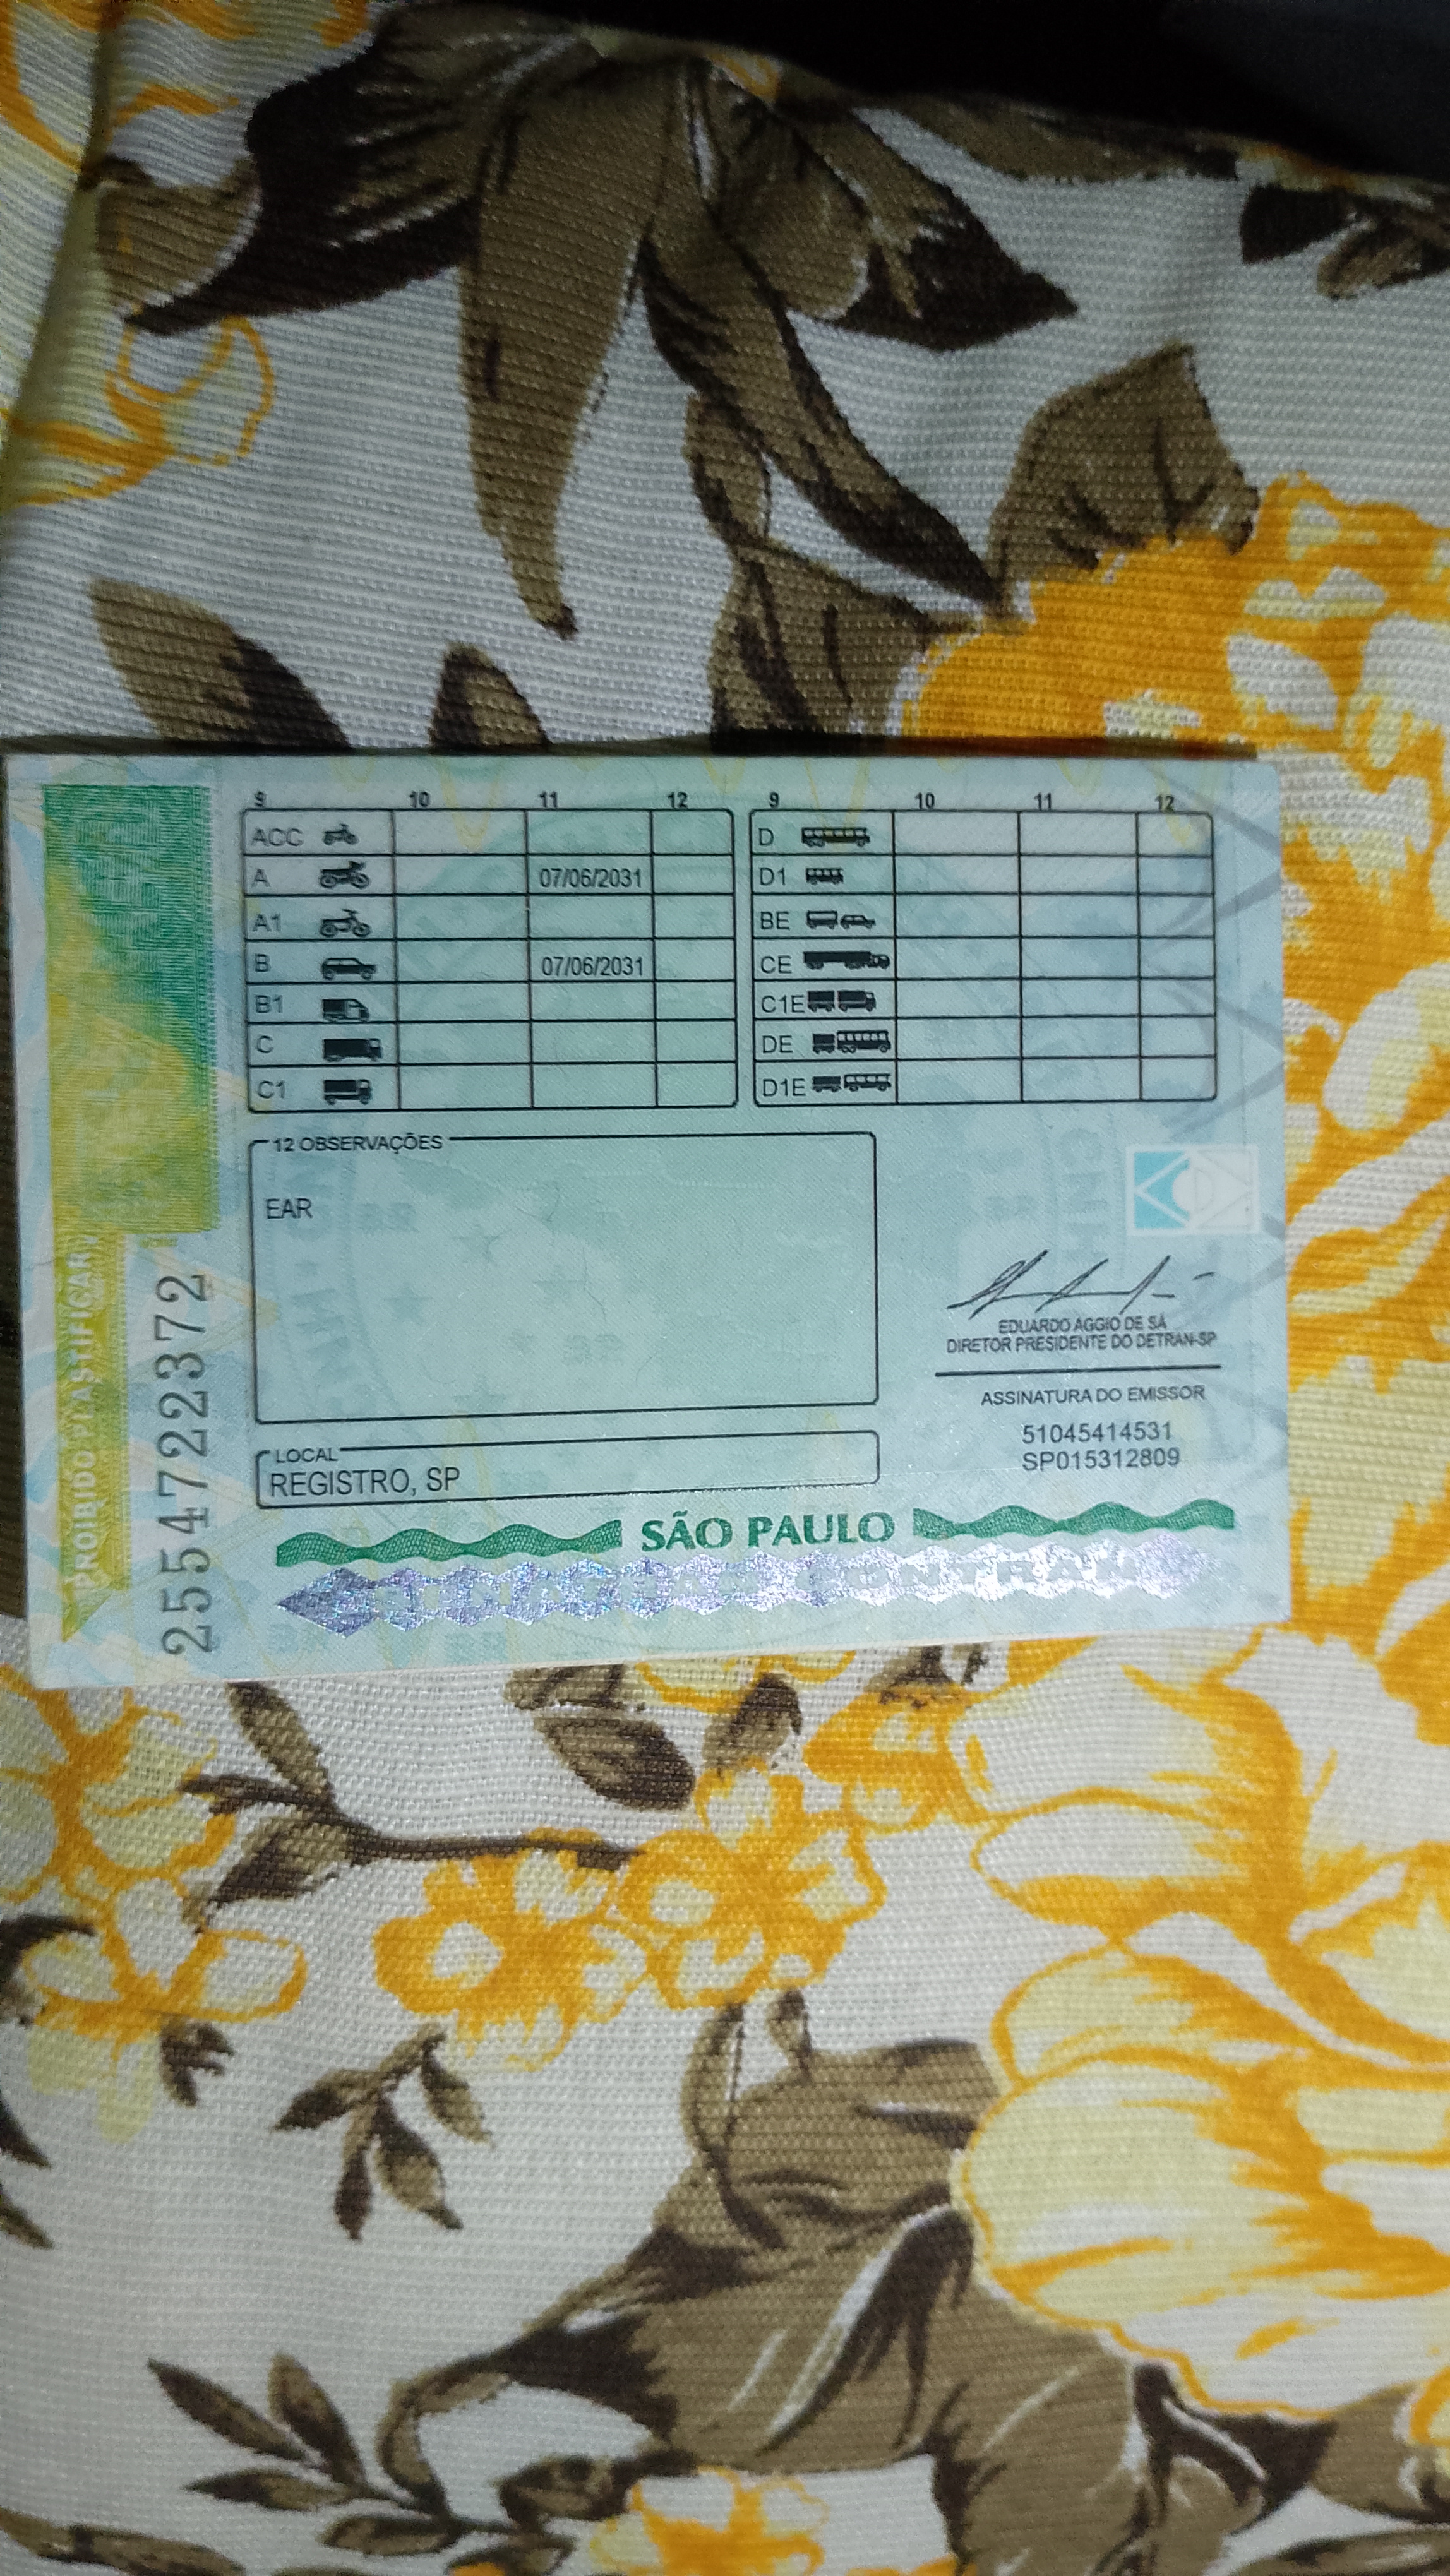 9 10 11 12
ACC
A 07/06/2031
A1
B 07/06/2031
B1
C
C1
9 10 11 12
D
D1
BE
CE
C1E
DE
D1E
12 OBSERVAÇÕES
EAR
LOCAL
REGISTRO, SP
EDUARDO AGGIO DE SÁ
DIRETOR PRESIDENTE DO DETRAN-SP
ASSINATURA DO EMISSOR
51045414531
SP015312809
SÃO PAULO
SENATRAN CONTRAN
PROIBIDO PLASTIFICAR
2554722372